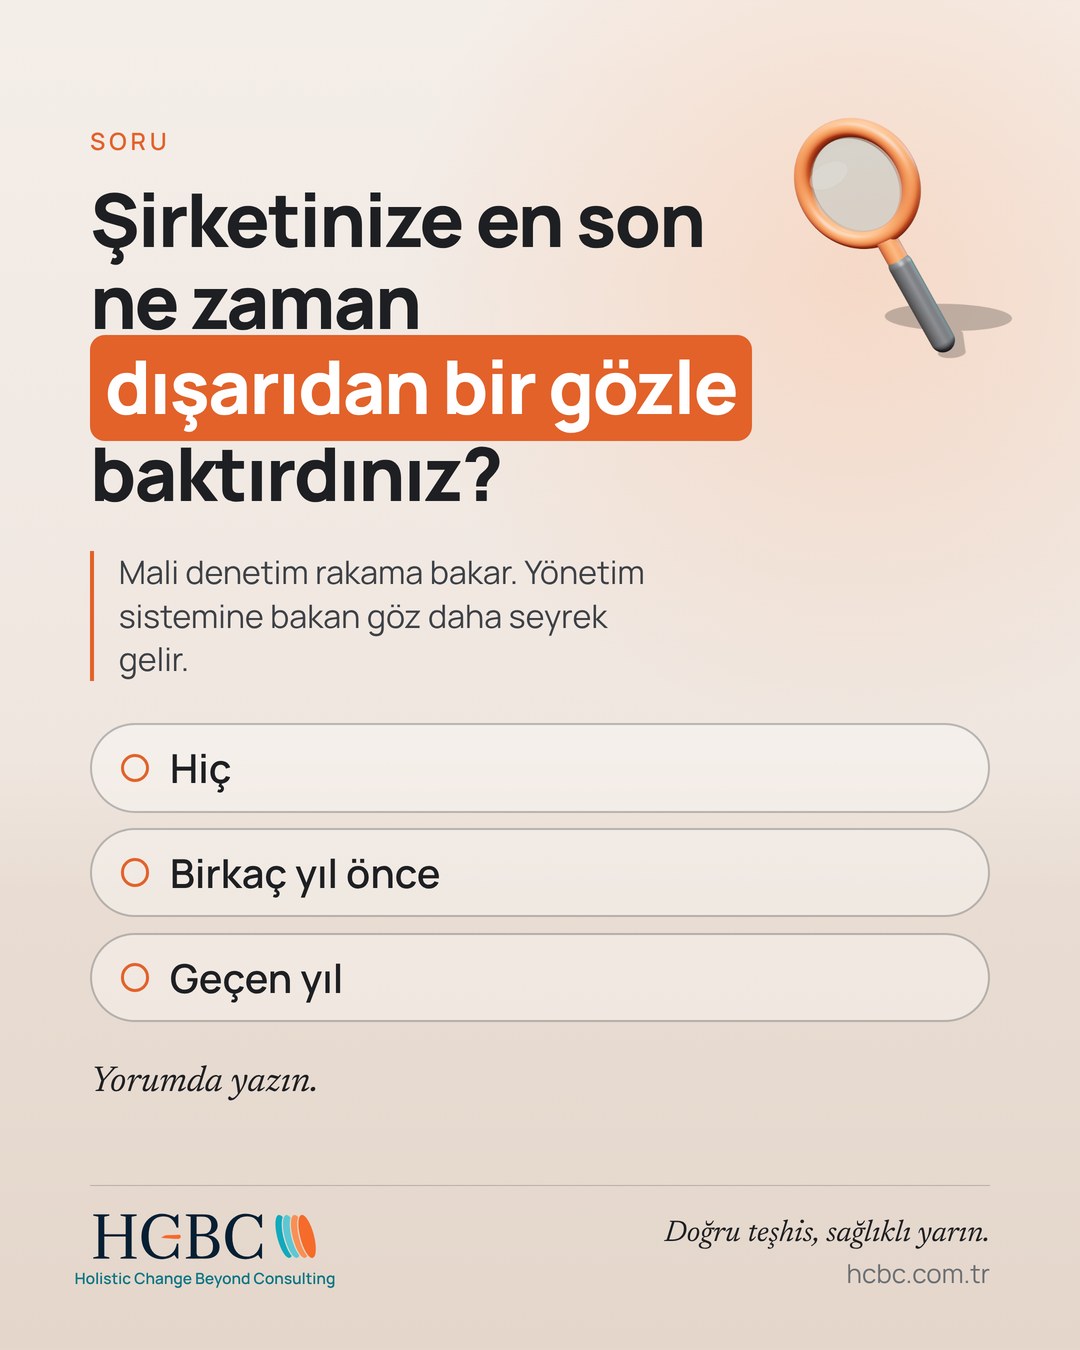 SORU
Şirketinize en son
ne zaman
dışarıdan bir gözle
baktırdınız?
Mali denetim rakama bakar. Yönetim
sistemine bakan göz daha seyrek
gelir.
Hiç
Birkaç yıl önce
Geçen yıl
Yorumda yazın.
HCBC
Holistic Change Beyond Consulting
Doğru teşhis, sağlıklı yarın.
hcbc.com.tr